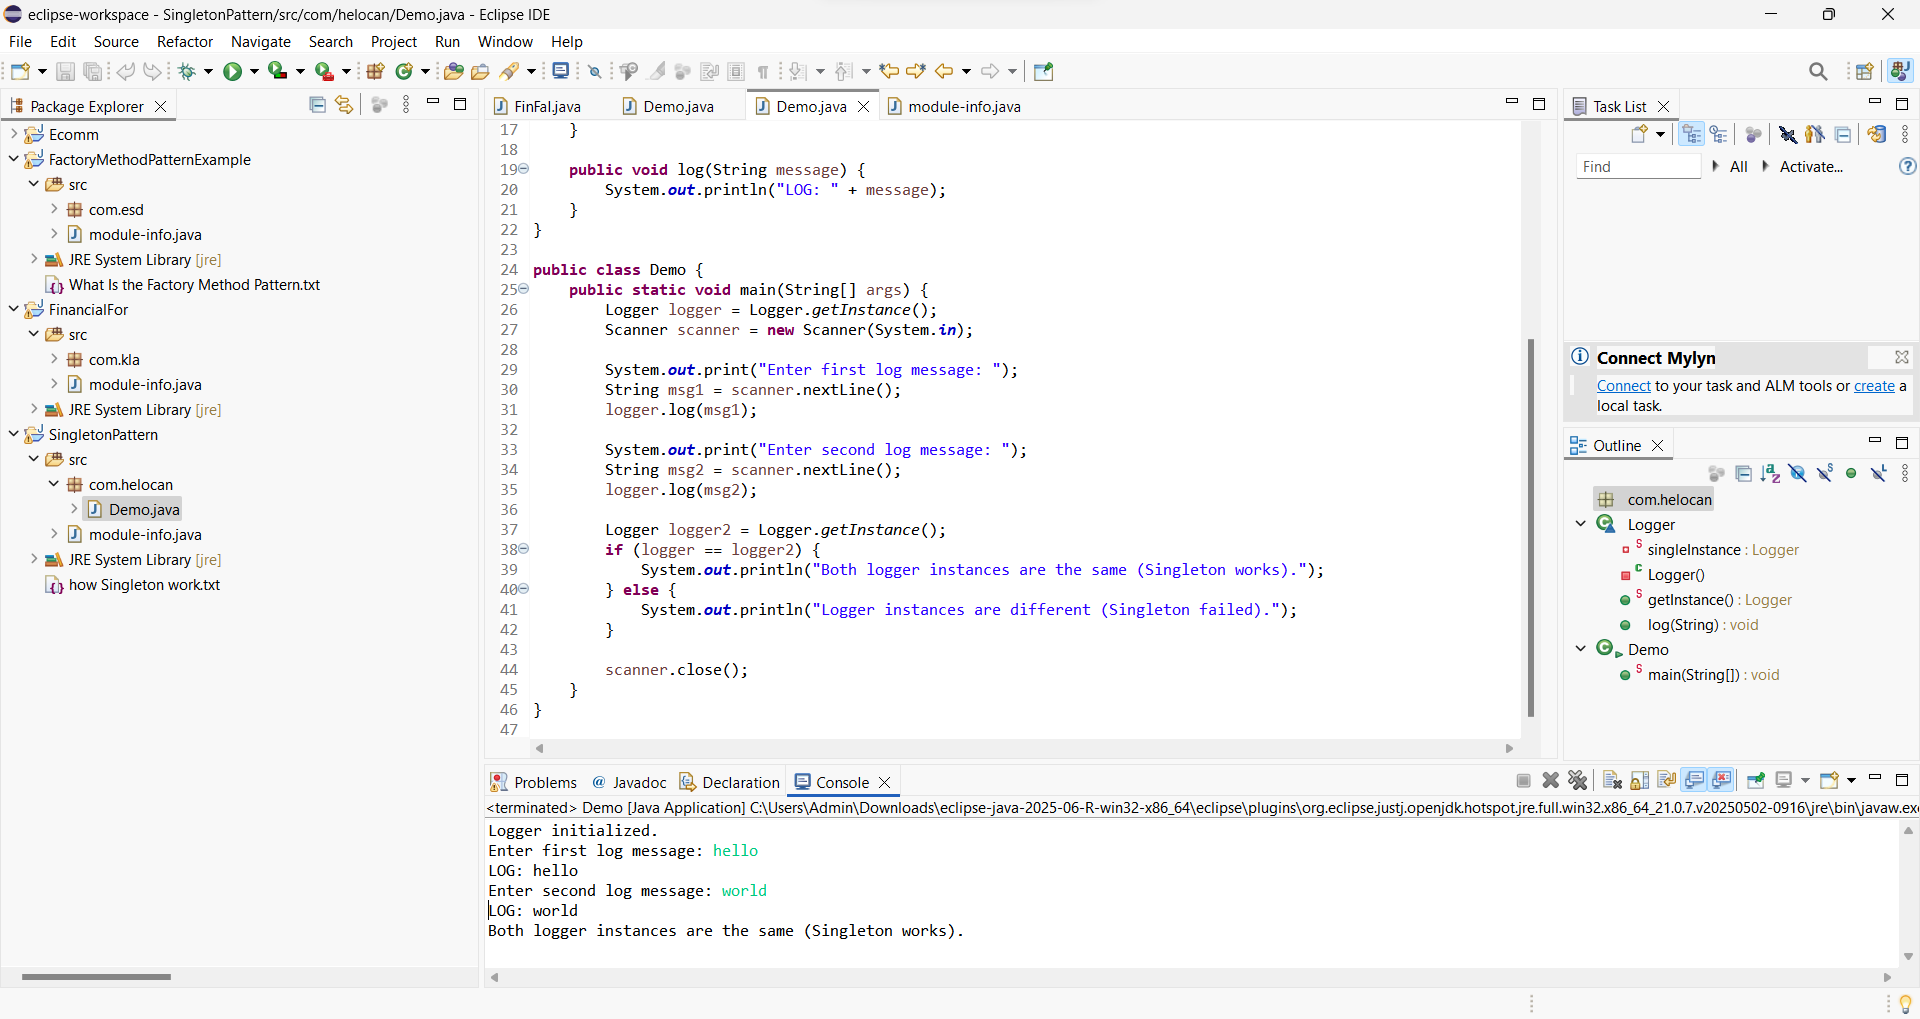 eclipse-workspace - SingletonPattern/src/com/helocan/Demo.java - Eclipse IDE
File Edit Source Refactor Navigate Search Project Run Window Help
Package Explorer
Ecomm
FactoryMethodPatternExample
src
com.esd
module-info.java
JRE System Library [jre]
What Is the Factory Method Pattern.txt
FinancialFor
src
com.kla
module-info.java
JRE System Library [jre]
SingletonPattern
src
com.helocan
Demo.java
module-info.java
JRE System Library [jre]
how Singleton work.txt
FinFal.java Demo.java Demo.java module-info.java
17     }
18
19     public void log(String message) {
20         System.out.println("LOG: " + message);
21     }
22 }
23
24 public class Demo {
25     public static void main(String[] args) {
26         Logger logger = Logger.getInstance();
27         Scanner scanner = new Scanner(System.in);
28
29         System.out.print("Enter first log message: ");
30         String msg1 = scanner.nextLine();
31         logger.log(msg1);
32
33         System.out.print("Enter second log message: ");
34         String msg2 = scanner.nextLine();
35         logger.log(msg2);
36
37         Logger logger2 = Logger.getInstance();
38         if (logger == logger2) {
39             System.out.println("Both logger instances are the same (Singleton works).");
40         } else {
41             System.out.println("Logger instances are different (Singleton failed).");
42         }
43
44         scanner.close();
45     }
46 }
47
Task List
Find All Activate...
Connect Mylyn
Connect to your task and ALM tools or create a
local task.
Outline
com.helocan
Logger
singleInstance : Logger
Logger()
getInstance() : Logger
log(String) : void
Demo
main(String[]) : void
Problems Javadoc Declaration Console
<terminated> Demo [Java Application] C:\Users\Admin\Downloads\eclipse-java-2025-06-R-win32-x86_64\eclipse\plugins\org.eclipse.justj.openjdk.hotspot.jre.full.win32.x86_64_21.0.7.v20250502-0916\jre\bin\javaw.exe
Logger initialized.
Enter first log message: hello
LOG: hello
Enter second log message: world
LOG: world
Both logger instances are the same (Singleton works).